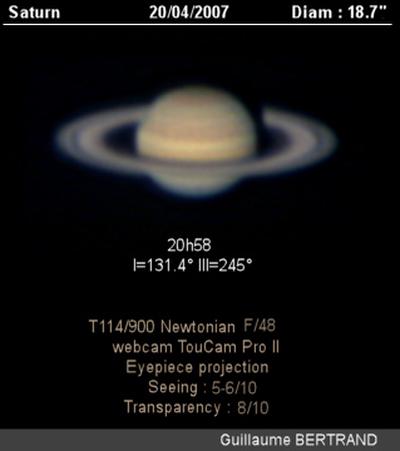 Saturn 20/04/2007 Diam : 18.7"
20h58
I=131.4° III=245°
T114/900 Newtonian F/48
webcam TouCam Pro II
Eyepiece projection
Seeing : 5-6/10
Transparency : 8/10
Guillaume BERTRAND